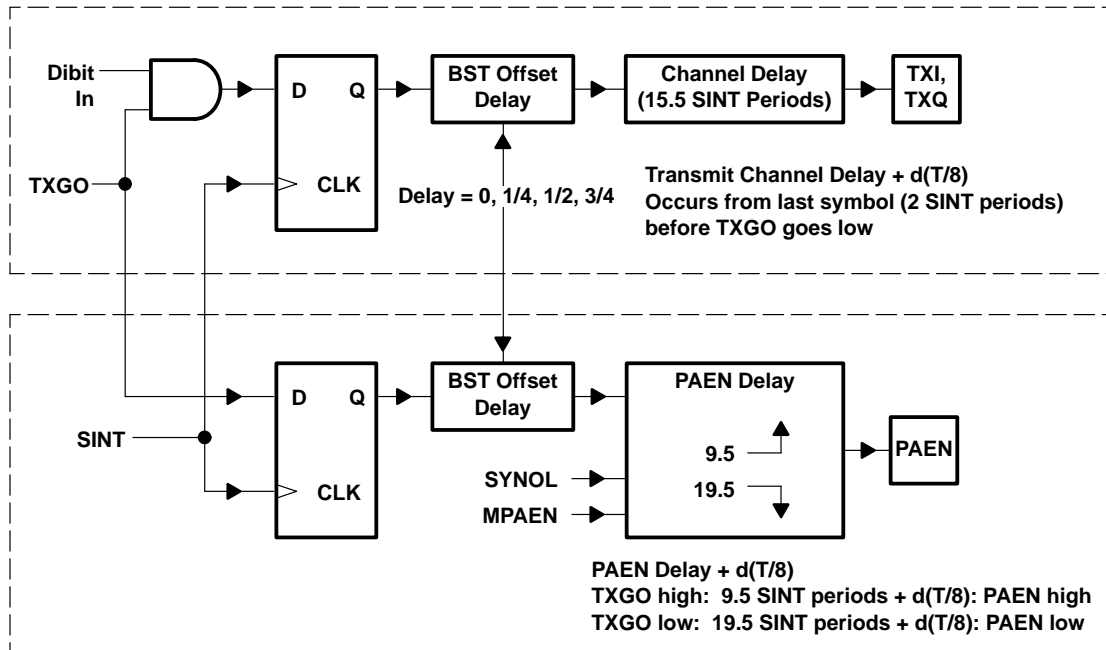 Dibit
In
D
Q
CLK
BST Offset
Delay
Channel Delay
(15.5 SINT Periods)
TXI,
TXQ
TXGO
Delay = 0, 1/4, 1/2, 3/4
Transmit Channel Delay + d(T/8)
Occurs from last symbol (2 SINT periods)
before TXGO goes low
D
Q
CLK
BST Offset
Delay
PAEN Delay
9.5
19.5
PAEN
SINT
SYNOL
MPAEN
PAEN Delay + d(T/8)
TXGO high: 9.5 SINT periods + d(T/8): PAEN high
TXGO low: 19.5 SINT periods + d(T/8): PAEN low